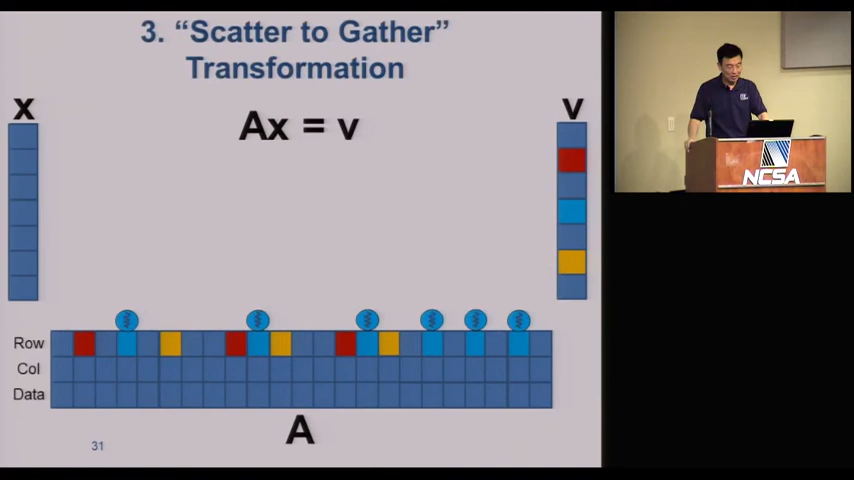 3. “Scatter to Gather”
Transformation
x
Ax = v
v
Row
Col
Data
A
31
NCSA